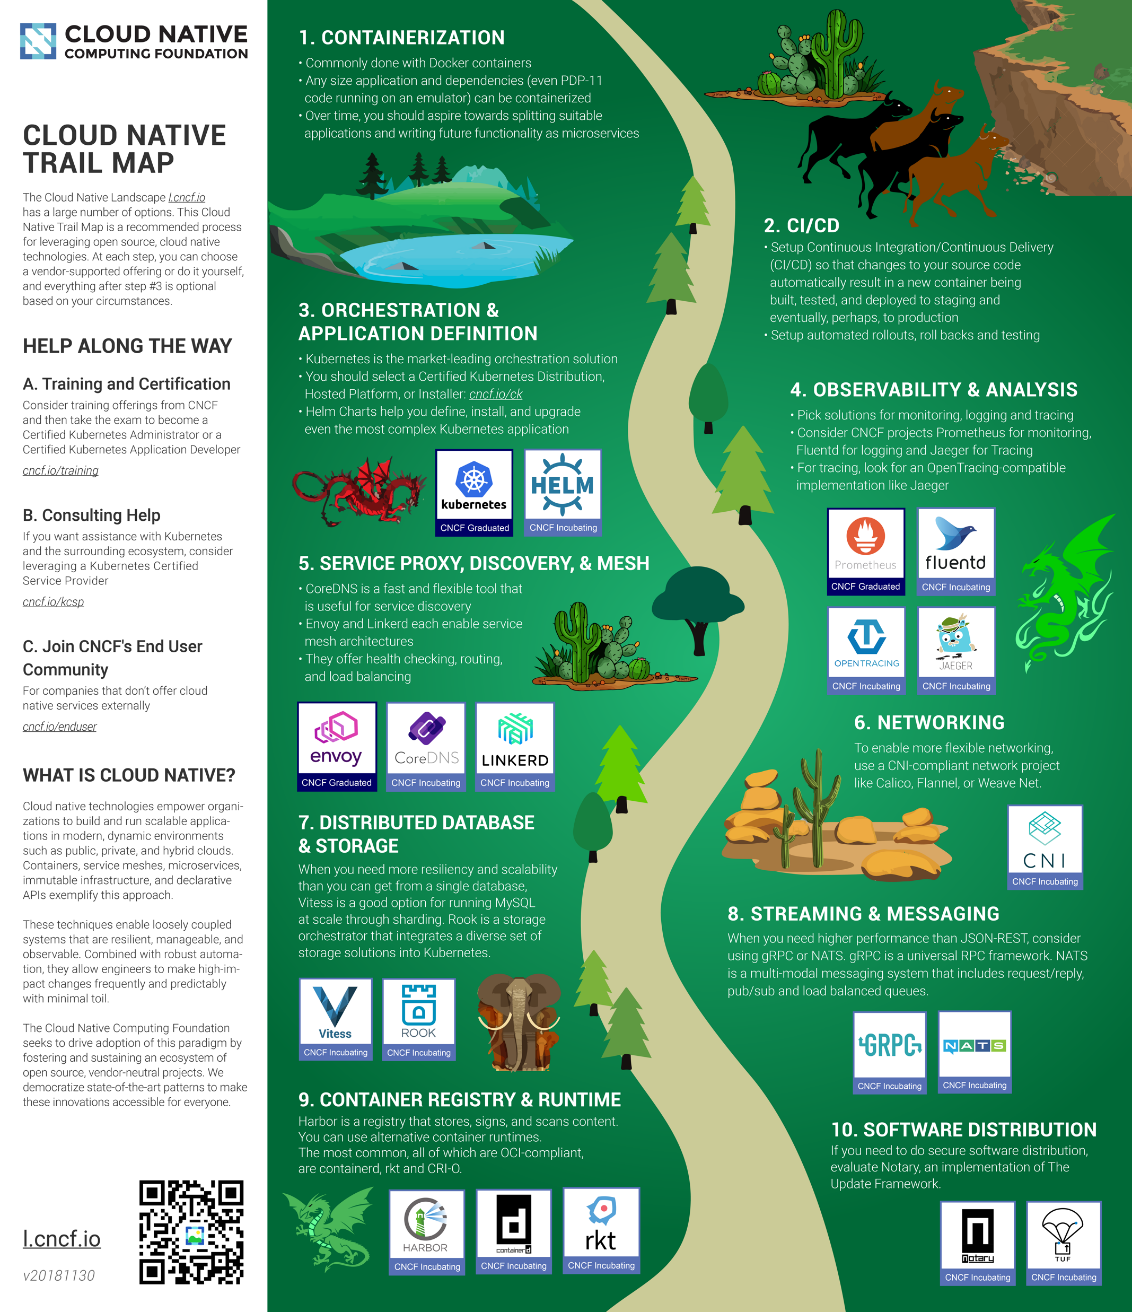 CLOUD NATIVE
COMPUTING FOUNDATION
CLOUD NATIVE
TRAIL MAP
The Cloud Native Landscape l.cncf.io
has a large number of options. This Cloud
Native Trail Map is a recommended process
for leveraging open source, cloud native
technologies. At each step, you can choose
a vendor-supported offering or do it yourself,
and everything after step #3 is optional
based on your circumstances.
HELP ALONG THE WAY
A. Training and Certification
Consider training offerings from CNCF
and then take the exam to become a
Certified Kubernetes Administrator or a
Certified Kubernetes Application Developer
cncf.io/training
B. Consulting Help
If you want assistance with Kubernetes
and the surrounding ecosystem, consider
leveraging a Kubernetes Certified
Service Provider
cncf.io/kcsp
C. Join CNCF's End User
Community
For companies that don't offer cloud
native services externally
cncf.io/enduser
WHAT IS CLOUD NATIVE?
Cloud native technologies empower organi-
zations to build and run scalable applica-
tions in modern, dynamic environments
such as public, private, and hybrid clouds.
Containers, service meshes, microservices,
immutable infrastructure, and declarative
APIs exemplify this approach.
These techniques enable loosely coupled
systems that are resilient, manageable, and
observable. Combined with robust automa-
tion, they allow engineers to make high-im-
pact changes frequently and predictably
with minimal toil.
The Cloud Native Computing Foundation
seeks to drive adoption of this paradigm by
fostering and sustaining an ecosystem of
open source, vendor-neutral projects. We
democratize state-of-the-art patterns to make
these innovations accessible for everyone.
l.cncf.io
v20181130
1. CONTAINERIZATION
• Commonly done with Docker containers
• Any size application and dependencies (even PDP-11
code running on an emulator) can be containerized
• Over time, you should aspire towards splitting suitable
applications and writing future functionality as microservices
2. CI/CD
• Setup Continuous Integration/Continuous Delivery
(CI/CD) so that changes to your source code
automatically result in a new container being
built, tested, and deployed to staging and
eventually, perhaps, to production
• Setup automated rollouts, roll backs and testing
3. ORCHESTRATION &
APPLICATION DEFINITION
• Kubernetes is the market-leading orchestration solution
• You should select a Certified Kubernetes Distribution,
Hosted Platform, or Installer: cncf.io/ck
• Helm Charts help you define, install, and upgrade
even the most complex Kubernetes application
kubernetes
CNCF Graduated
HELM
CNCF Incubating
4. OBSERVABILITY & ANALYSIS
• Pick solutions for monitoring, logging and tracing
• Consider CNCF projects Prometheus for monitoring,
Fluentd for logging and Jaeger for Tracing
• For tracing, look for an OpenTracing-compatible
implementation like Jaeger
Prometheus
CNCF Graduated
fluentd
CNCF Incubating
OPENTRACING
CNCF Incubating
JAEGER
CNCF Incubating
5. SERVICE PROXY, DISCOVERY, & MESH
• CoreDNS is a fast and flexible tool that
is useful for service discovery
• Envoy and Linkerd each enable service
mesh architectures
• They offer health checking, routing,
and load balancing
envoy
CNCF Graduated
CoreDNS
CNCF Incubating
LINKERD
CNCF Incubating
6. NETWORKING
To enable more flexible networking,
use a CNI-compliant network project
like Calico, Flannel, or Weave Net.
CNI
CNCF Incubating
7. DISTRIBUTED DATABASE
& STORAGE
When you need more resiliency and scalability
than you can get from a single database,
Vitess is a good option for running MySQL
at scale through sharding. Rook is a storage
orchestrator that integrates a diverse set of
storage solutions into Kubernetes.
Vitess
CNCF Incubating
ROOK
CNCF Incubating
8. STREAMING & MESSAGING
When you need higher performance than JSON-REST, consider
using gRPC or NATS. gRPC is a universal RPC framework. NATS
is a multi-modal messaging system that includes request/reply,
pub/sub and load balanced queues.
GRPC
CNCF Incubating
NATS
CNCF Incubating
9. CONTAINER REGISTRY & RUNTIME
Harbor is a registry that stores, signs, and scans content.
You can use alternative container runtimes.
The most common, all of which are OCI-compliant,
are containerd, rkt and CRI-O.
HARBOR
CNCF Incubating
containerd
CNCF Incubating
rkt
CNCF Incubating
10. SOFTWARE DISTRIBUTION
If you need to do secure software distribution,
evaluate Notary, an implementation of The
Update Framework.
notary
CNCF Incubating
TUF
CNCF Incubating